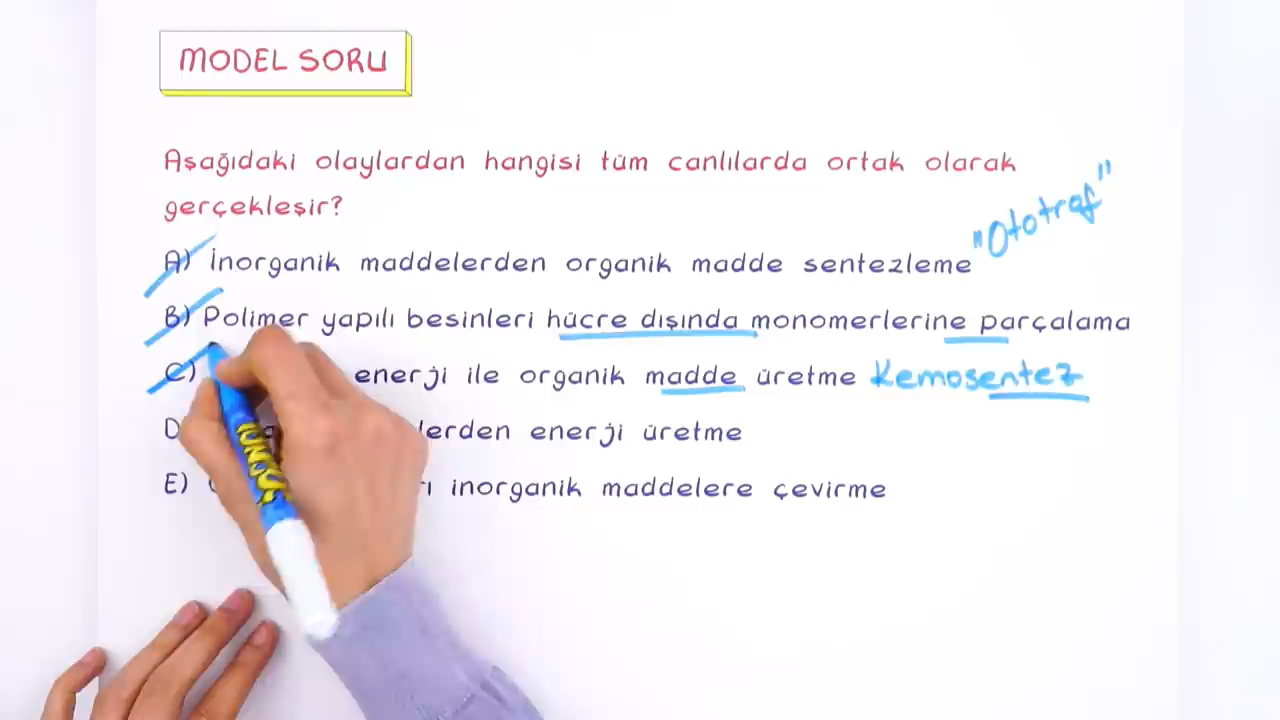 MODEL SORU
Aşağıdaki olaylardan hangisi tüm canlılarda ortak olarak
gerçekleşir?
"Ototrof"
A) İnorganik maddelerden organik madde sentezleme
B) Polimer yapılı besinleri hücre dışında monomerlerine parçalama
C) enerji ile organik madde üretme Kemosentez
enerji üretme
E) inorganik maddelere çevirme